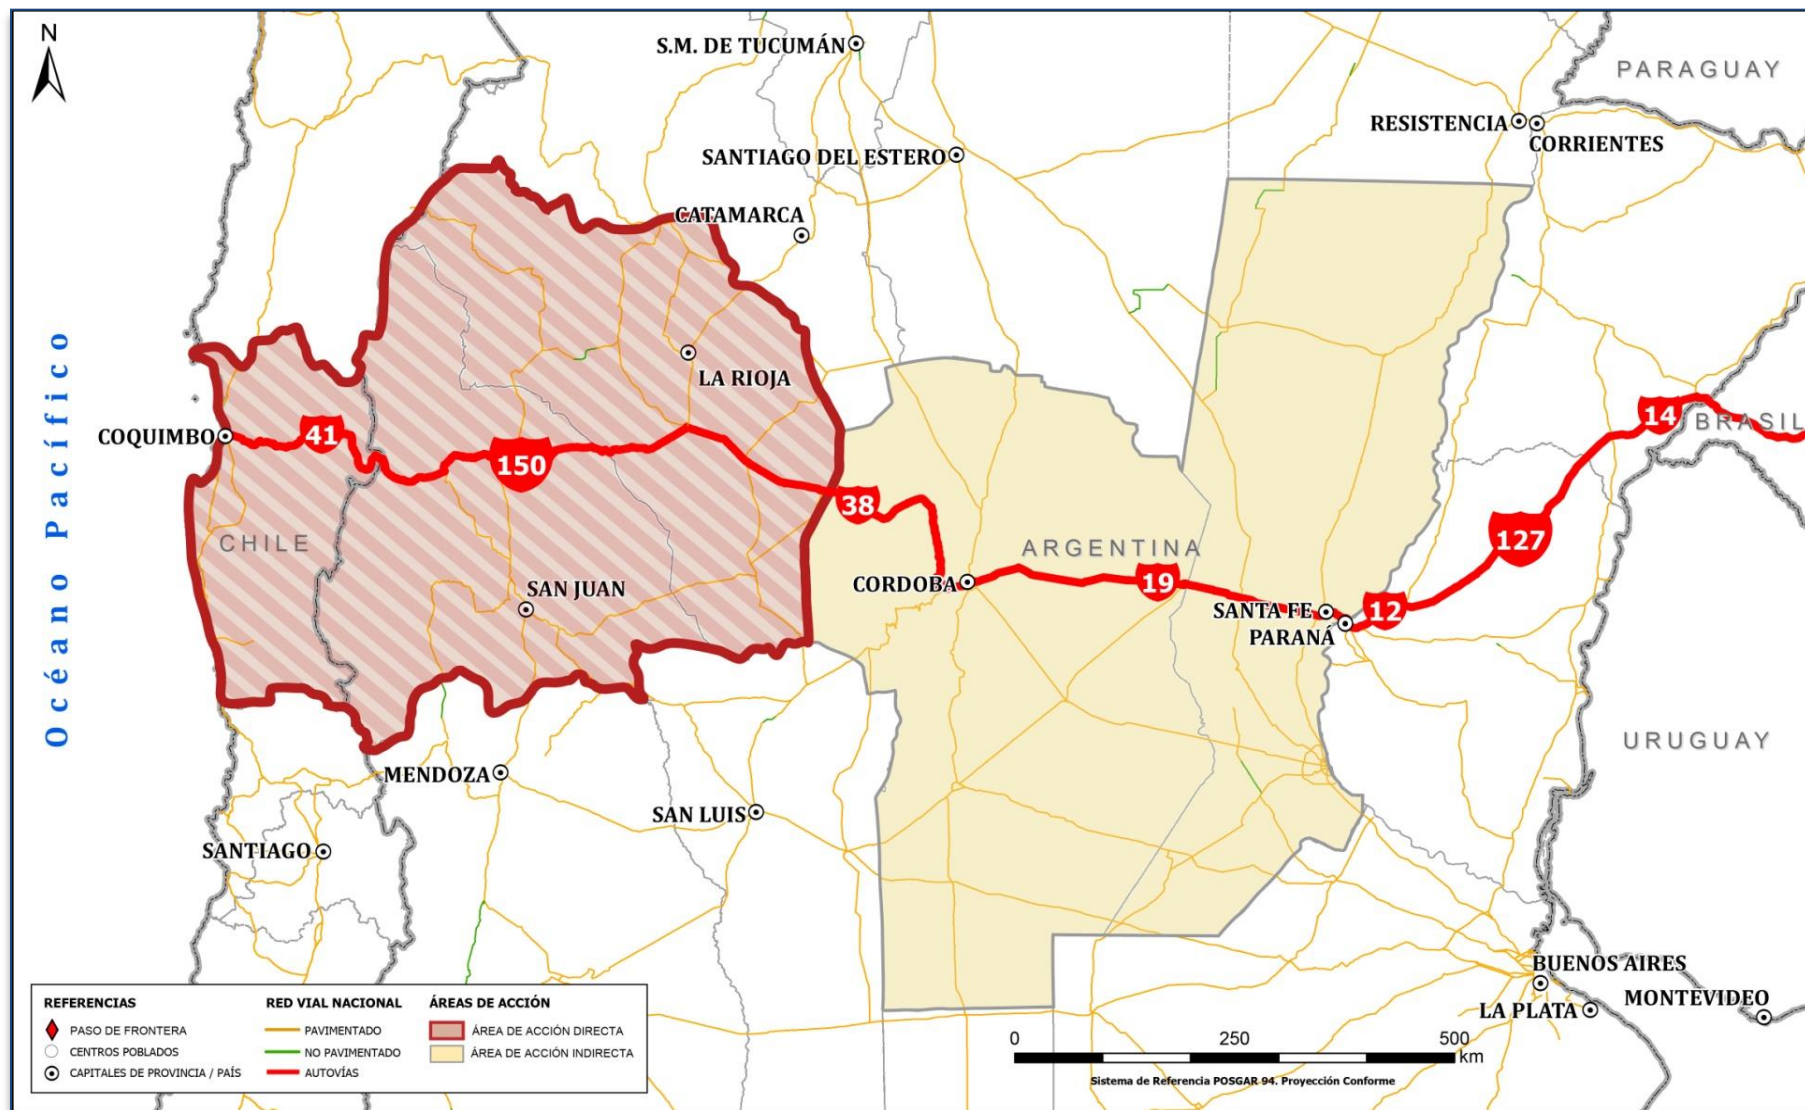 N
S.M. DE TUCUMÁN
PARAGUAY
RESISTENCIA
CORRIENTES
SANTIAGO DEL ESTERO
CATAMARCA
LA RIOJA
Océano Pacífico
COQUIMBO
41
150
38
14
BRASIL
CHILE
ARGENTINA
127
SAN JUAN
CORDOBA
19
SANTA FE
12
PARANÁ
URUGUAY
MENDOZA
SAN LUIS
SANTIAGO
BUENOS AIRES
LA PLATA
MONTEVIDEO
REFERENCIAS
PASO DE FRONTERA
CENTROS POBLADOS
CAPITALES DE PROVINCIA / PAÍS
RED VIAL NACIONAL
PAVIMENTADO
NO PAVIMENTADO
AUTOVÍAS
ÁREAS DE ACCIÓN
ÁREA DE ACCIÓN DIRECTA
ÁREA DE ACCIÓN INDIRECTA
0 250 500
km
Sistema de Referencia POSGAR 94. Proyección Conforme